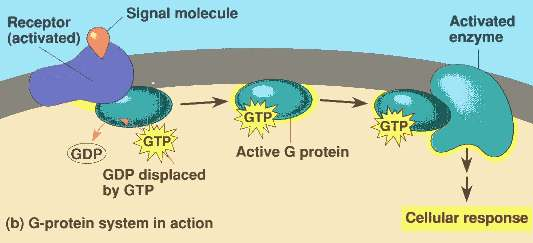 Signal molecule
Receptor
(activated)
Activated
enzyme
GTP
GDP
GTP
GDP displaced
by GTP
Active G protein
GTP
Cellular response
(b) G-protein system in action